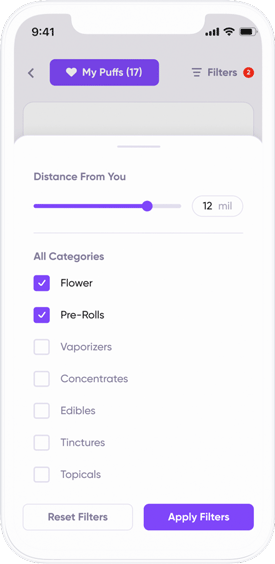 9:41
My Puffs (17)
Filters 2
Distance From You
12 mil
All Categories
Flower
Pre-Rolls
Vaporizers
Concentrates
Edibles
Tinctures
Topicals
Reset Filters
Apply Filters